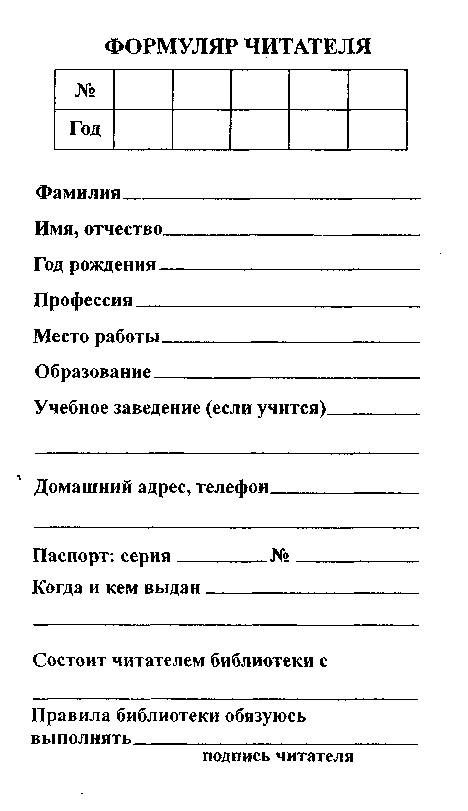 ФОРМУЛЯР ЧИТАТЕЛЯ
№
Год
Фамилия
Имя, отчество
Год рождения
Профессия
Место работы
Образование
Учебное заведение (если учится)
Домашний адрес, телефон
Паспорт: серия № 
Когда и кем выдан
Состоит читателем библиотеки с
Правила библиотеки обязуюсь
выполнять
подпись читателя